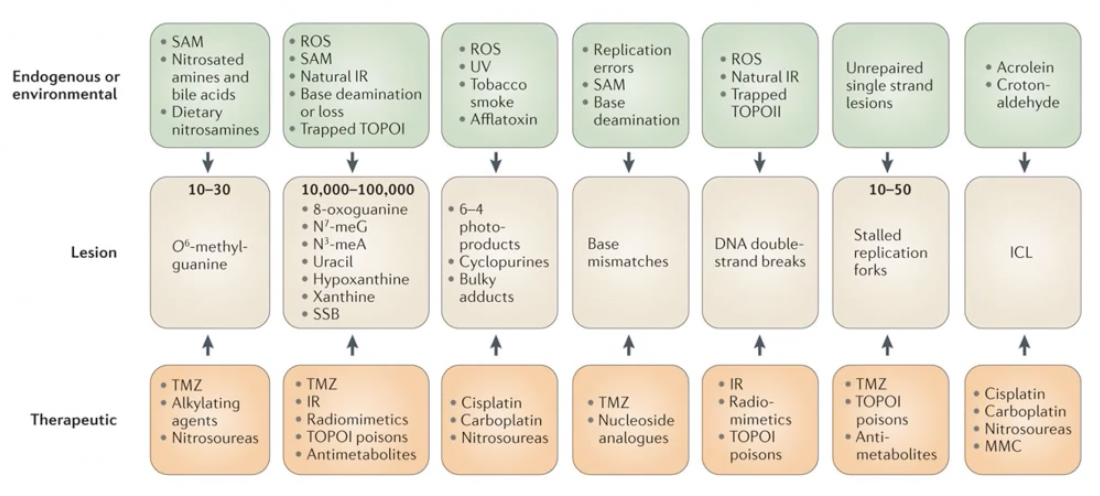 Endogenous or
environmental
• SAM
• Nitrosated
amines and
bile acids
• Dietary
nitrosamines
• ROS
• SAM
• Natural IR
• Base deamination
or loss
• Trapped TOPOI
• ROS
• UV
• Tobacco
smoke
• Afflatoxin
• Replication
errors
• SAM
• Base
deamination
• ROS
• Natural IR
• Trapped
TOPOII
Unrepaired
single strand
lesions
• Acrolein
• Croton-
aldehyde
Lesion
10–30
O⁶-methyl-
guanine
10,000–100,000
• 8-oxoguanine
• N⁷-meG
• N³-meA
• Uracil
• Hypoxanthine
• Xanthine
• SSB
• 6–4
photo-
products
• Cyclopurines
• Bulky
adducts
Base
mismatches
DNA double-
strand breaks
10–50
Stalled
replication
forks
ICL
Therapeutic
• TMZ
• Alkylating
agents
• Nitrosoureas
• TMZ
• IR
• Radiomimetics
• TOPOI poisons
• Antimetabolites
• Cisplatin
• Carboplatin
• Nitrosoureas
• TMZ
• Nucleoside
analogues
• IR
• Radio-
mimetics
• TOPOI
poisons
• TMZ
• TOPOI
poisons
• Anti-
metabolites
• Cisplatin
• Carboplatin
• Nitrosoureas
• MMC